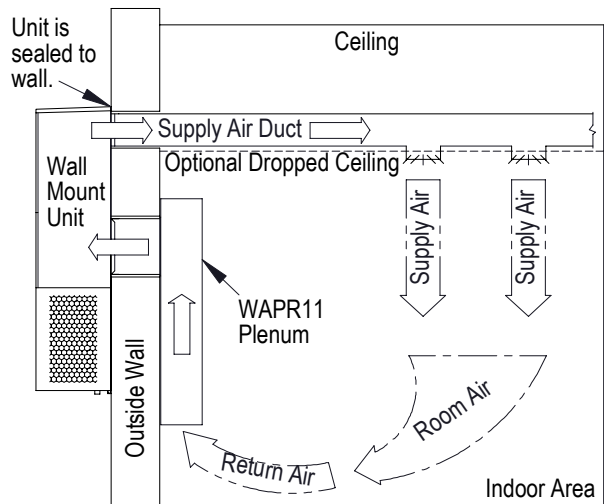 Unit is
sealed to
wall.
Ceiling
Supply Air Duct
Optional Dropped Ceiling
Wall
Mount
Unit
Supply Air
Supply Air
WAPR11
Plenum
Outside Wall
Room Air
Return Air
Indoor Area